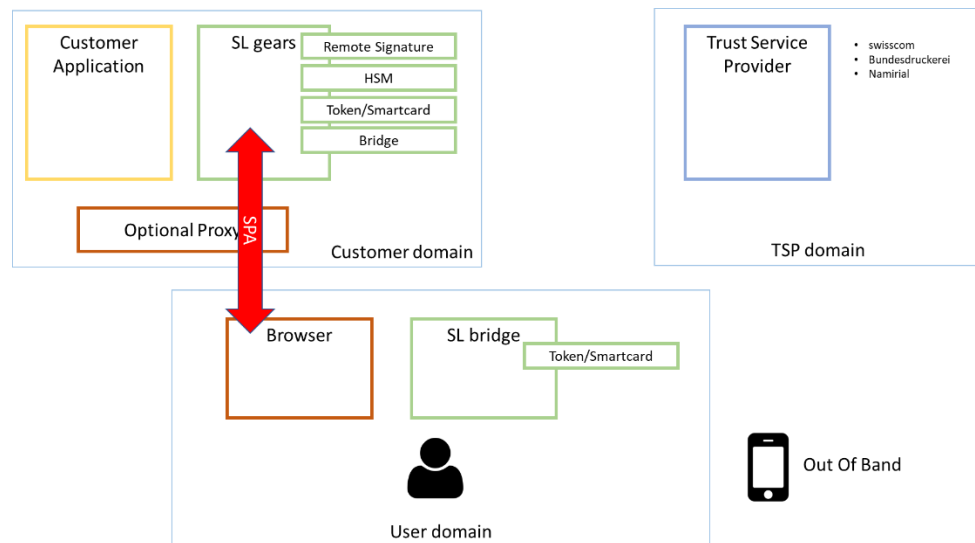 Customer
Application
SL gears
Remote Signature
HSM
Token/Smartcard
Bridge
SPA
Optional Proxy
Customer domain
Trust Service
Provider
• swisscom
• Bundesdruckerei
• Namirial
TSP domain
Browser
SL bridge
Token/Smartcard
User domain
Out Of Band